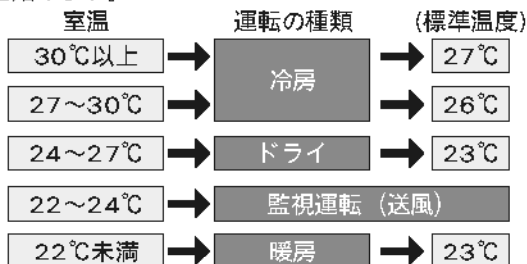 室温 運転の種類 (標準温度)
30℃以上 冷房 27℃
27～30℃ 26℃
24～27℃ ドライ 23℃
22～24℃ 監視運転 (送風)
22℃未満 暖房 23℃